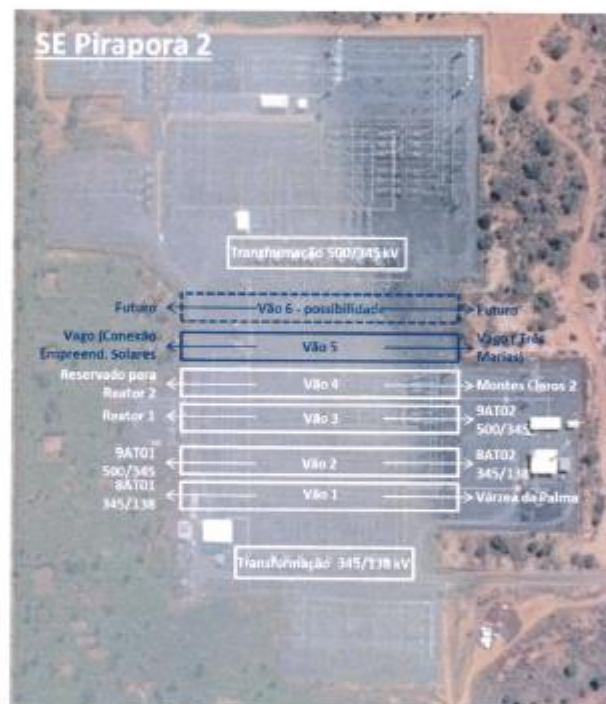 SE Pirapora 2
Transformação 500/345 kV
Futuro Vão 6 - possibilidade Futuro
Vago (Conexão
Empreend. Solares Vão 5 Vago (Três
Marias)
Reservado para
Reator 2 Vão 4 Montes Claros 2
Reator 1 Vão 3 9AT02
500/345
9AT01
500/345 Vão 2 8AT02
345/138
8AT01
345/138 Vão 1 Várzea da Palma
Transformação 345/138 kV